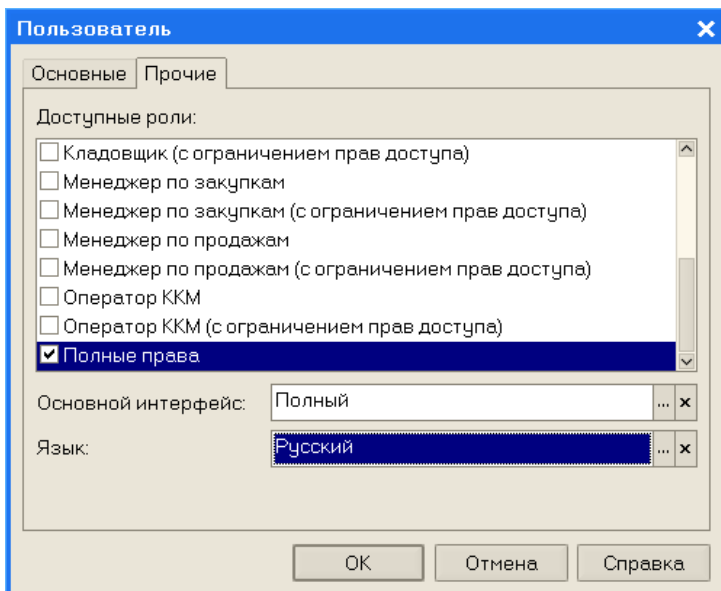 Пользователь
Основные Прочие
Доступные роли:
Кладовщик (с ограничением прав доступа)
Менеджер по закупкам
Менеджер по закупкам (с ограничением прав доступа)
Менеджер по продажам
Менеджер по продажам (с ограничением прав доступа)
Оператор ККМ
Оператор ККМ (с ограничением прав доступа)
Полные права
Основной интерфейс: Полный ...
Язык: Русский ...
ОК Отмена Справка